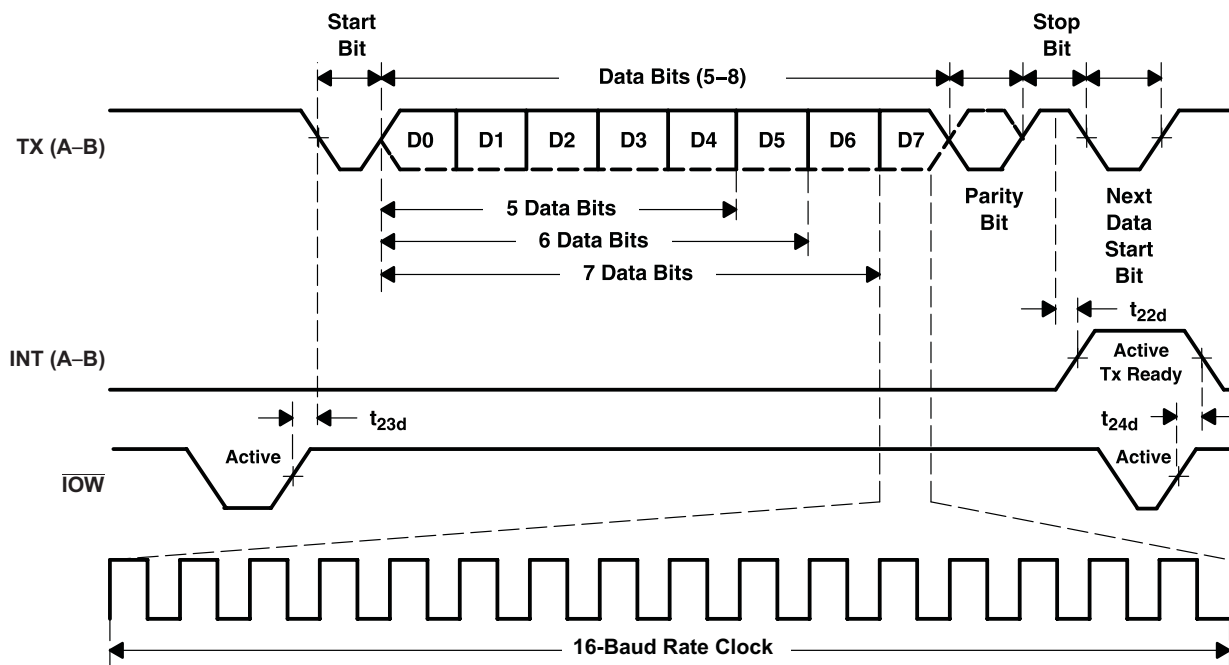 Start
Bit
Stop
Bit
Data Bits (5–8)
TX (A–B)
D0 D1 D2 D3 D4 D5 D6 D7
5 Data Bits
6 Data Bits
7 Data Bits
Parity
Bit
Next
Data
Start
Bit
t22d
INT (A–B)
Active
Tx Ready
t23d
t24d
IOW
Active
Active
16-Baud Rate Clock